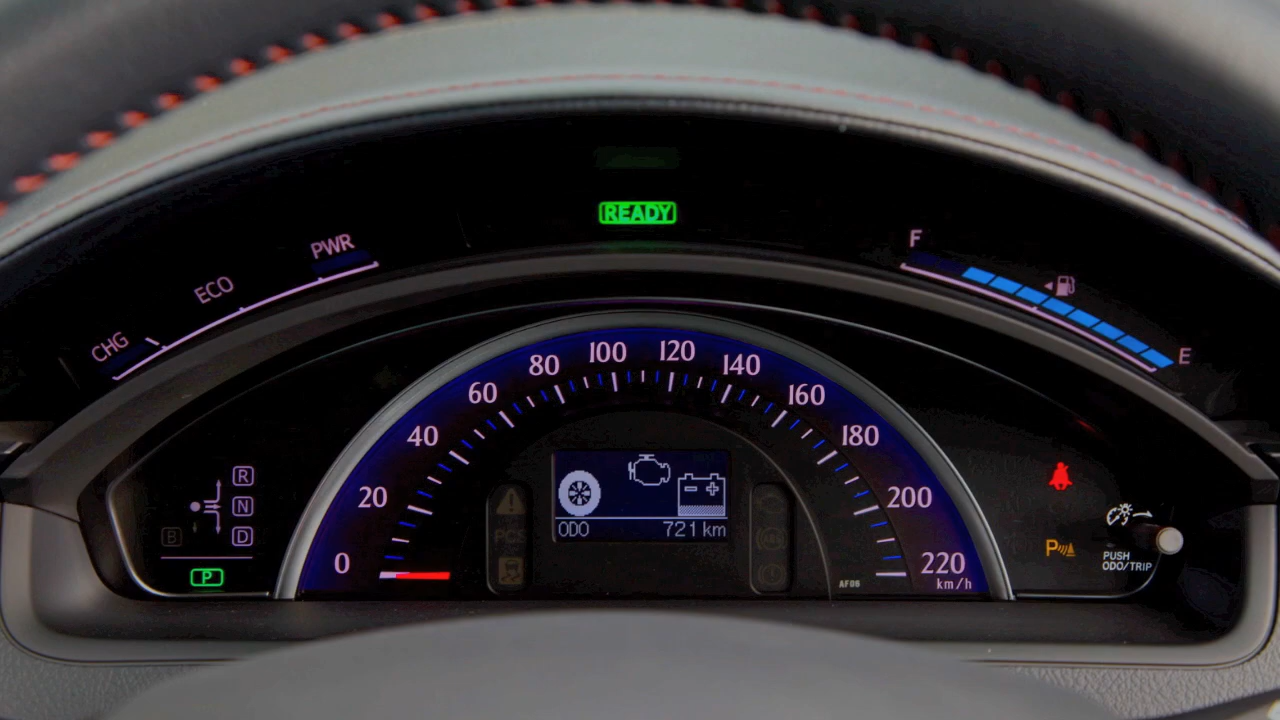 READY
PWR
ECO
CHG
F
E
100 120
80 140
60 160
40 180
20 200
0 220
km/h
R
N
B D
P
PCS
ODO 721 km
AF06
P
PUSH
ODO/TRIP